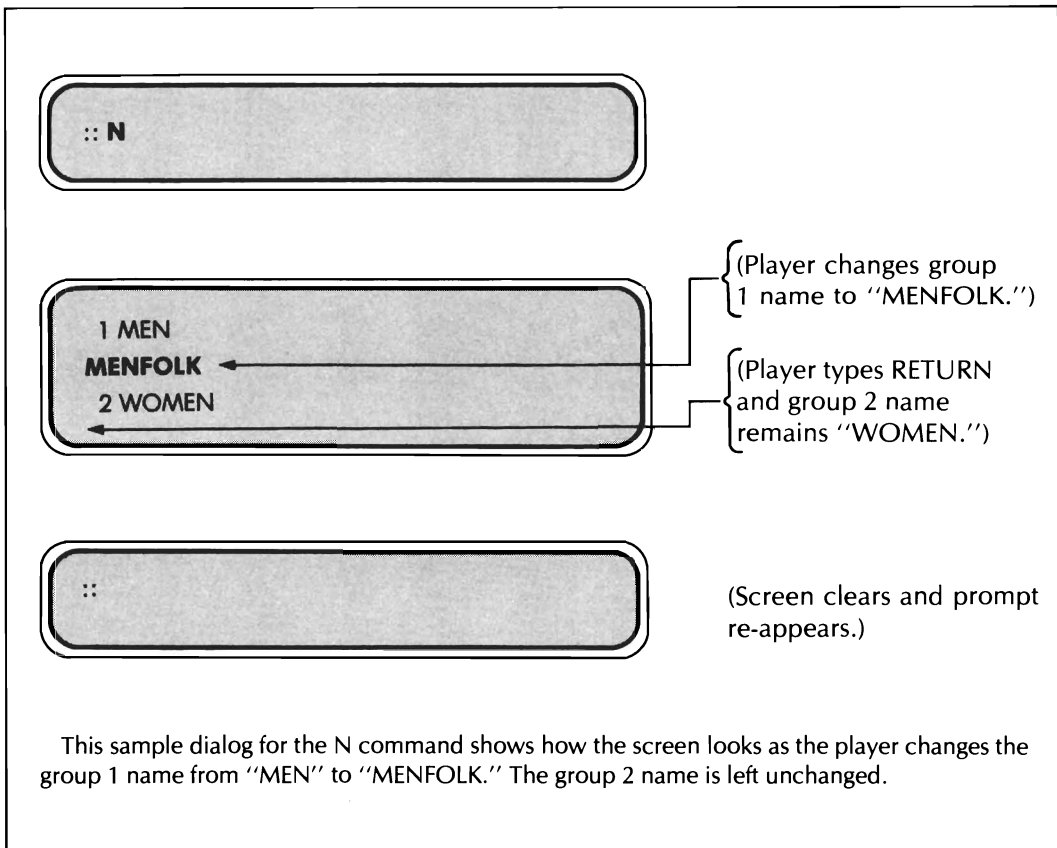 :: N
1 MEN
MENFOLK
2 WOMEN
(Player changes group
1 name to ''MENFOLK.'')
(Player types RETURN
and group 2 name
remains ''WOMEN.'')
::
(Screen clears and prompt
re-appears.)
This sample dialog for the N command shows how the screen looks as the player changes the
group 1 name from ''MEN'' to ''MENFOLK.'' The group 2 name is left unchanged.